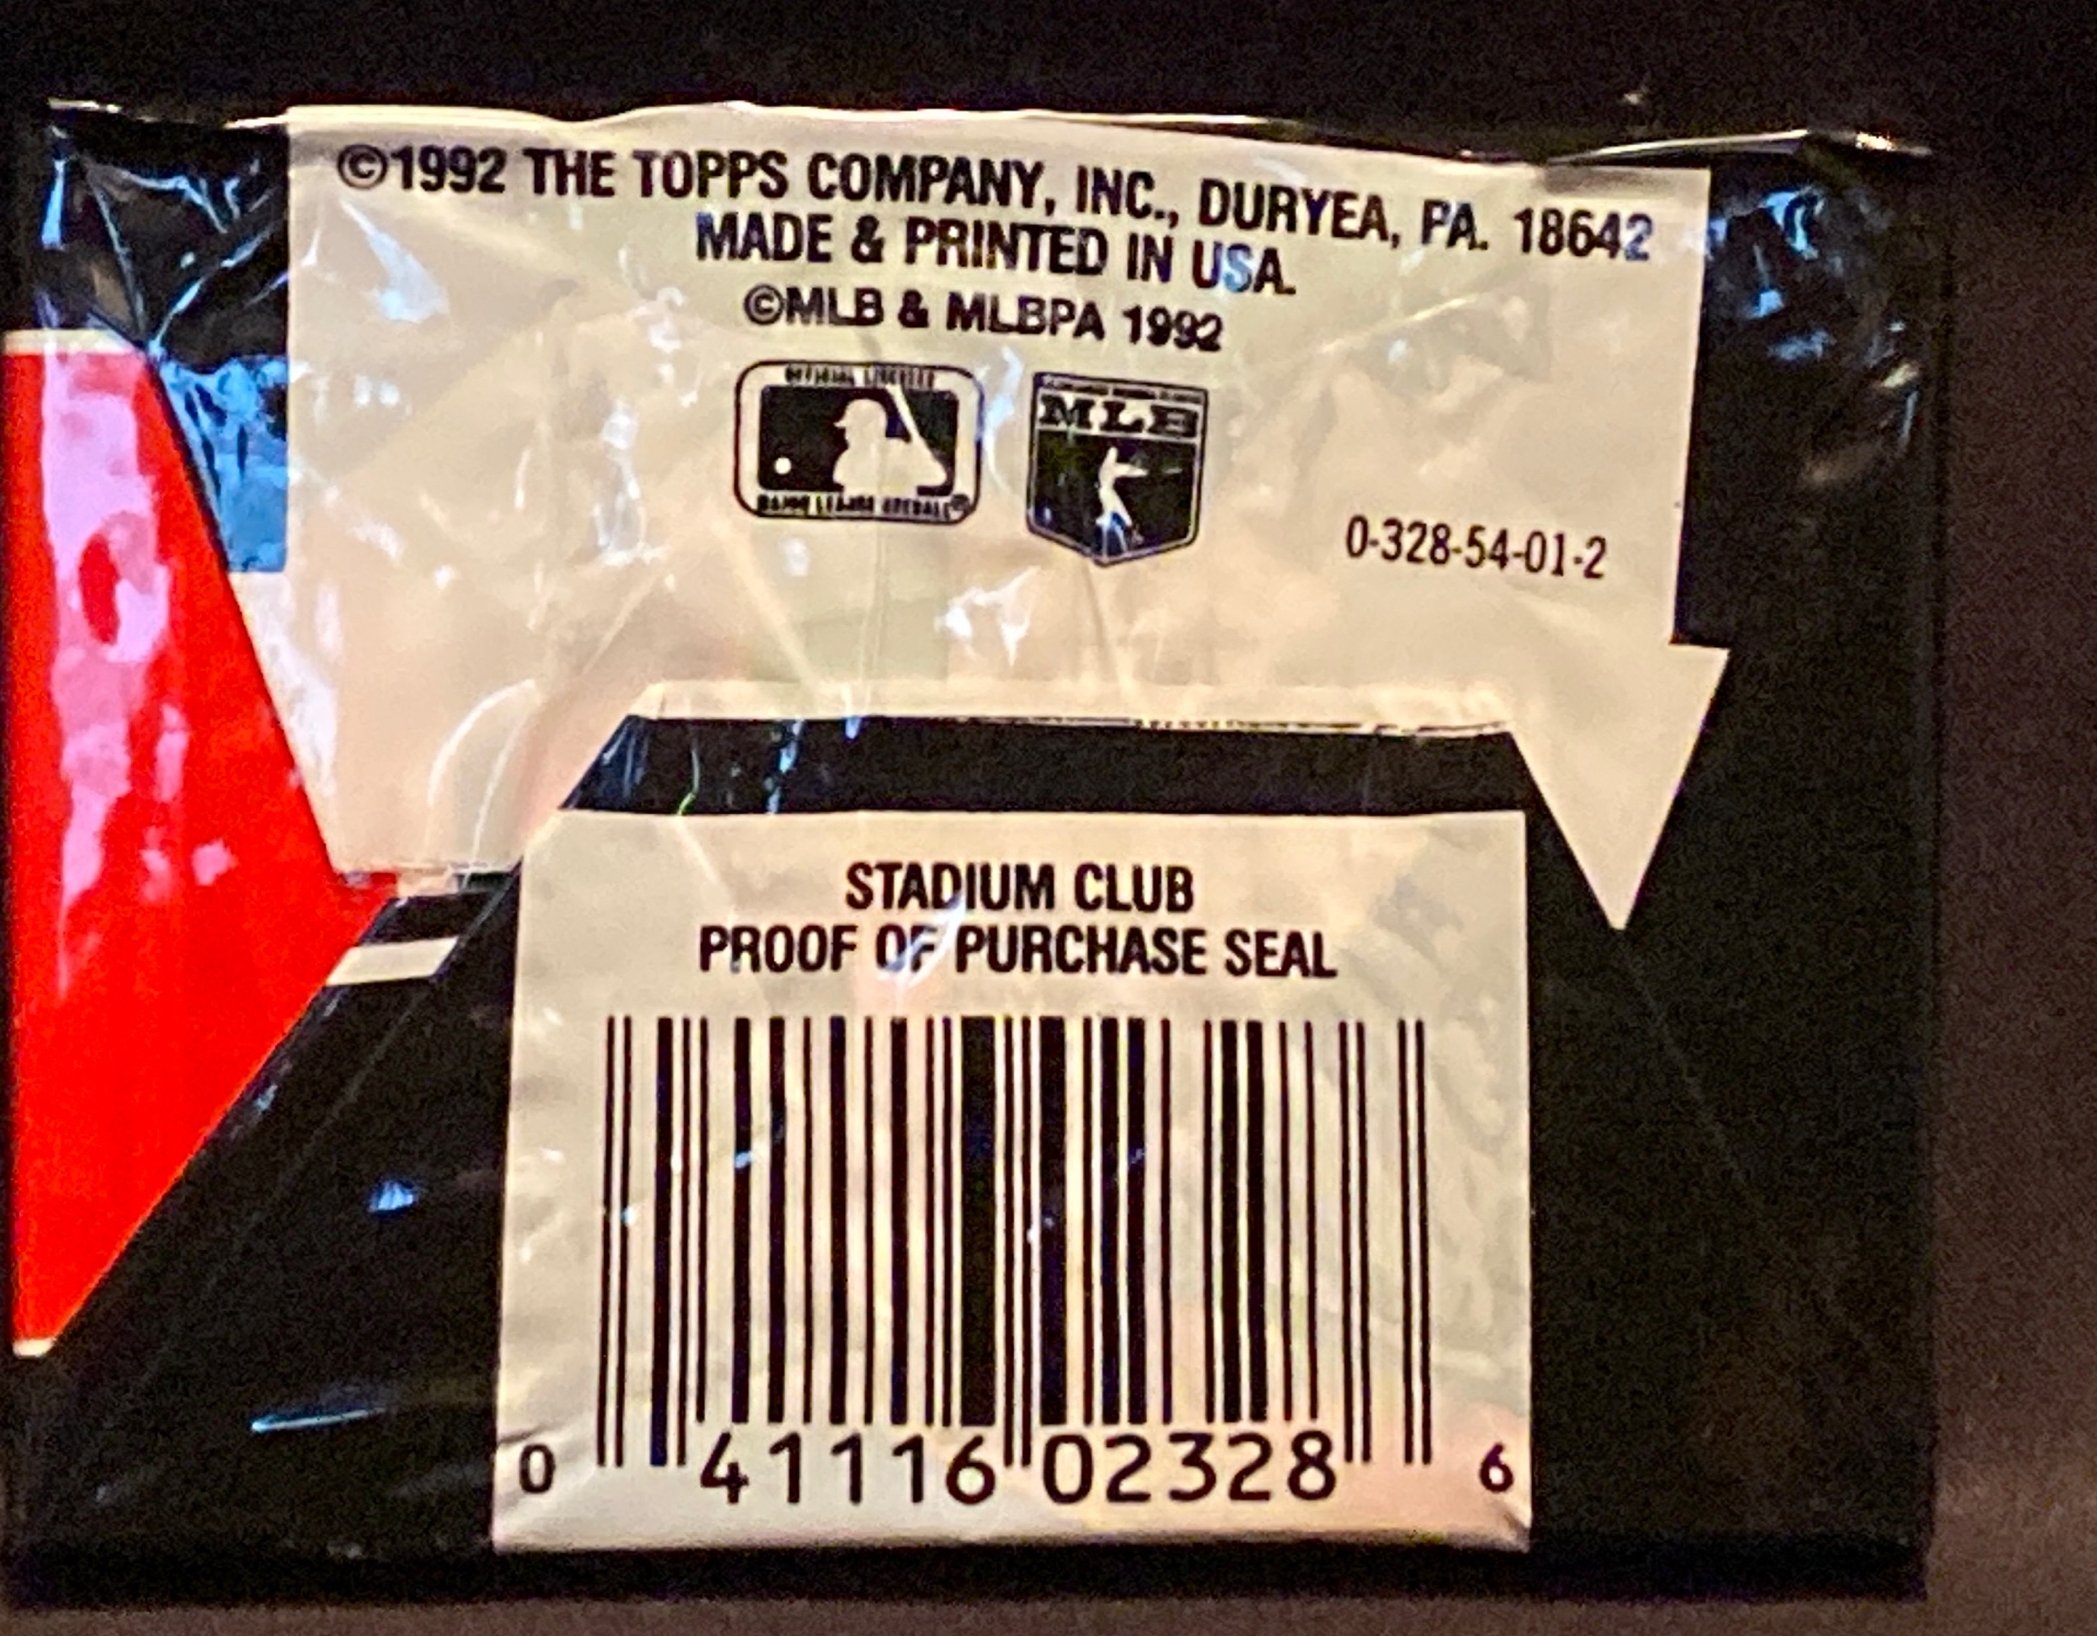 ©1992 THE TOPPS COMPANY, INC., DURYEA, PA. 18642
MADE & PRINTED IN USA.
©MLB & MLBPA 1992
MLB
0-328-54-01-2
STADIUM CLUB
PROOF OF PURCHASE SEAL
0 41116 02328 6